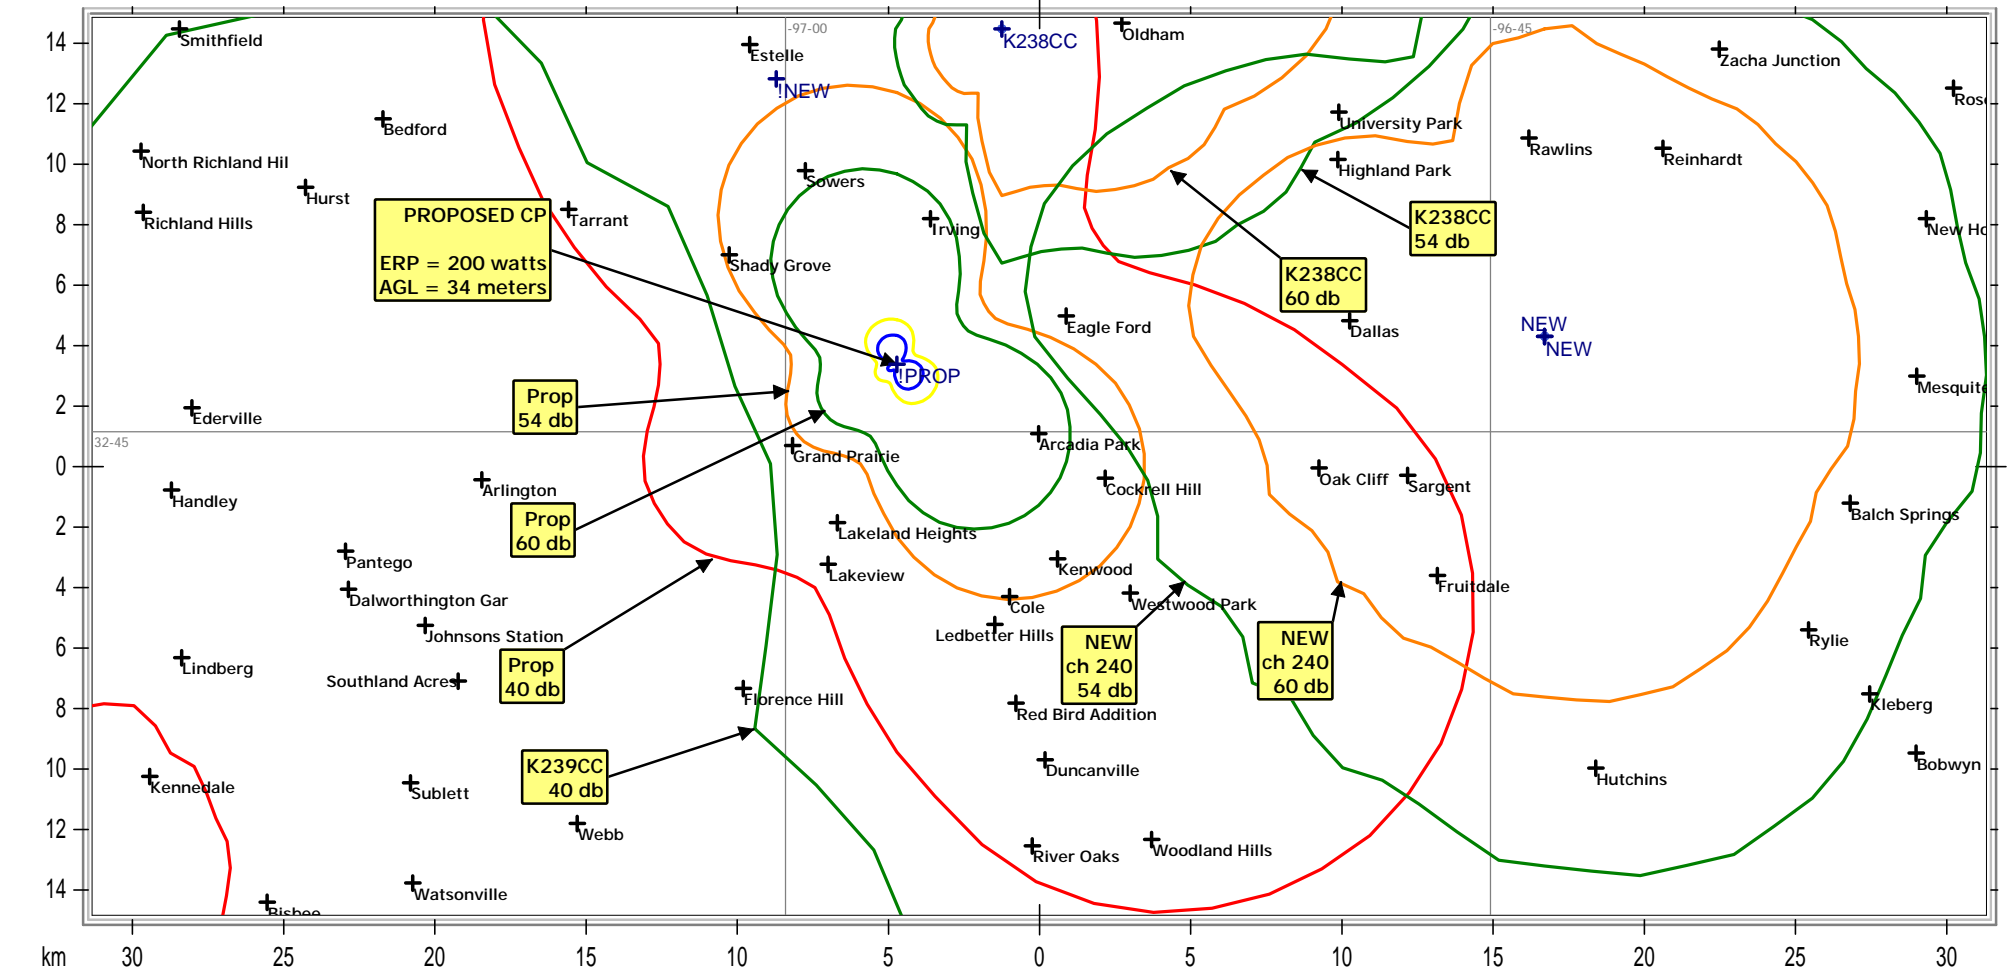 -97-00
-96-45
14
Smithfield
Estelle
K238CC
Oldham
Zacha Junction
!NEW
12
Rose
Bedford
University Park
Rawlins
Reinhardt
North Richland Hil
10
Highland Park
Hurst
Sowers
Richland Hills
8
PROPOSED CP
ERP = 200 watts
AGL = 34 meters
Tarrant
Irving
K238CC
54 db
New Ho
Shady Grove
6
K238CC
60 db
Eagle Ford
Dallas
NEW
NEW
4
!PROP
Mesquite
Prop
54 db
2
Ederville
32-45
Arcadia Park
Grand Prairie
0
Handley
Arlington
Cockrell Hill
Oak Cliff
Sargent
Prop
60 db
2
Lakeland Heights
Balch Springs
Pantego
Lakeview
Kenwood
Fruitdale
4
Dalworthington Gar
Cole
Westwood Park
Johnsons Station
Ledbetter Hills
NEW
ch 240
54 db
NEW
ch 240
60 db
Rylie
6
Lindberg
Southland Acres
Prop
40 db
Florence Hill
Red Bird Addition
Kleberg
8
K239CC
40 db
Duncanville
Hutchins
Bobwyn
10
Kennedale
Sublett
Webb
12
River Oaks
Woodland Hills
Watsonville
14
Bisbee
km
30
25
20
15
10
5
0
5
10
15
20
25
30